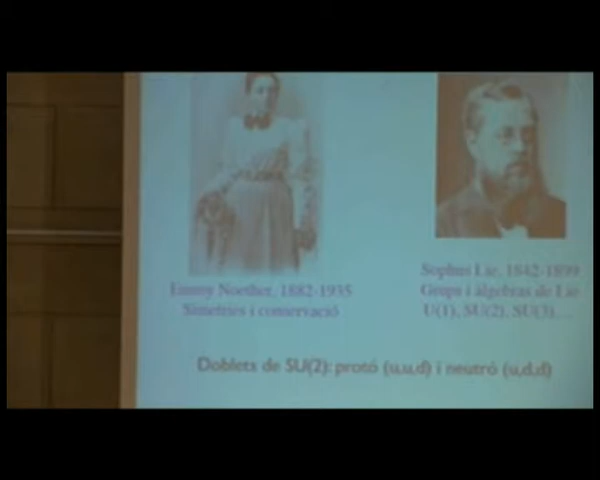 Emmy Noether, 1882-1935
Simetries i conservació
Sophus Lie, 1842-1899
Grups i àlgebras de Lie
U(1), SU(2), SU(3)...
Doblets de SU(2): protó (u,u,d) i neutró (u,d,d)